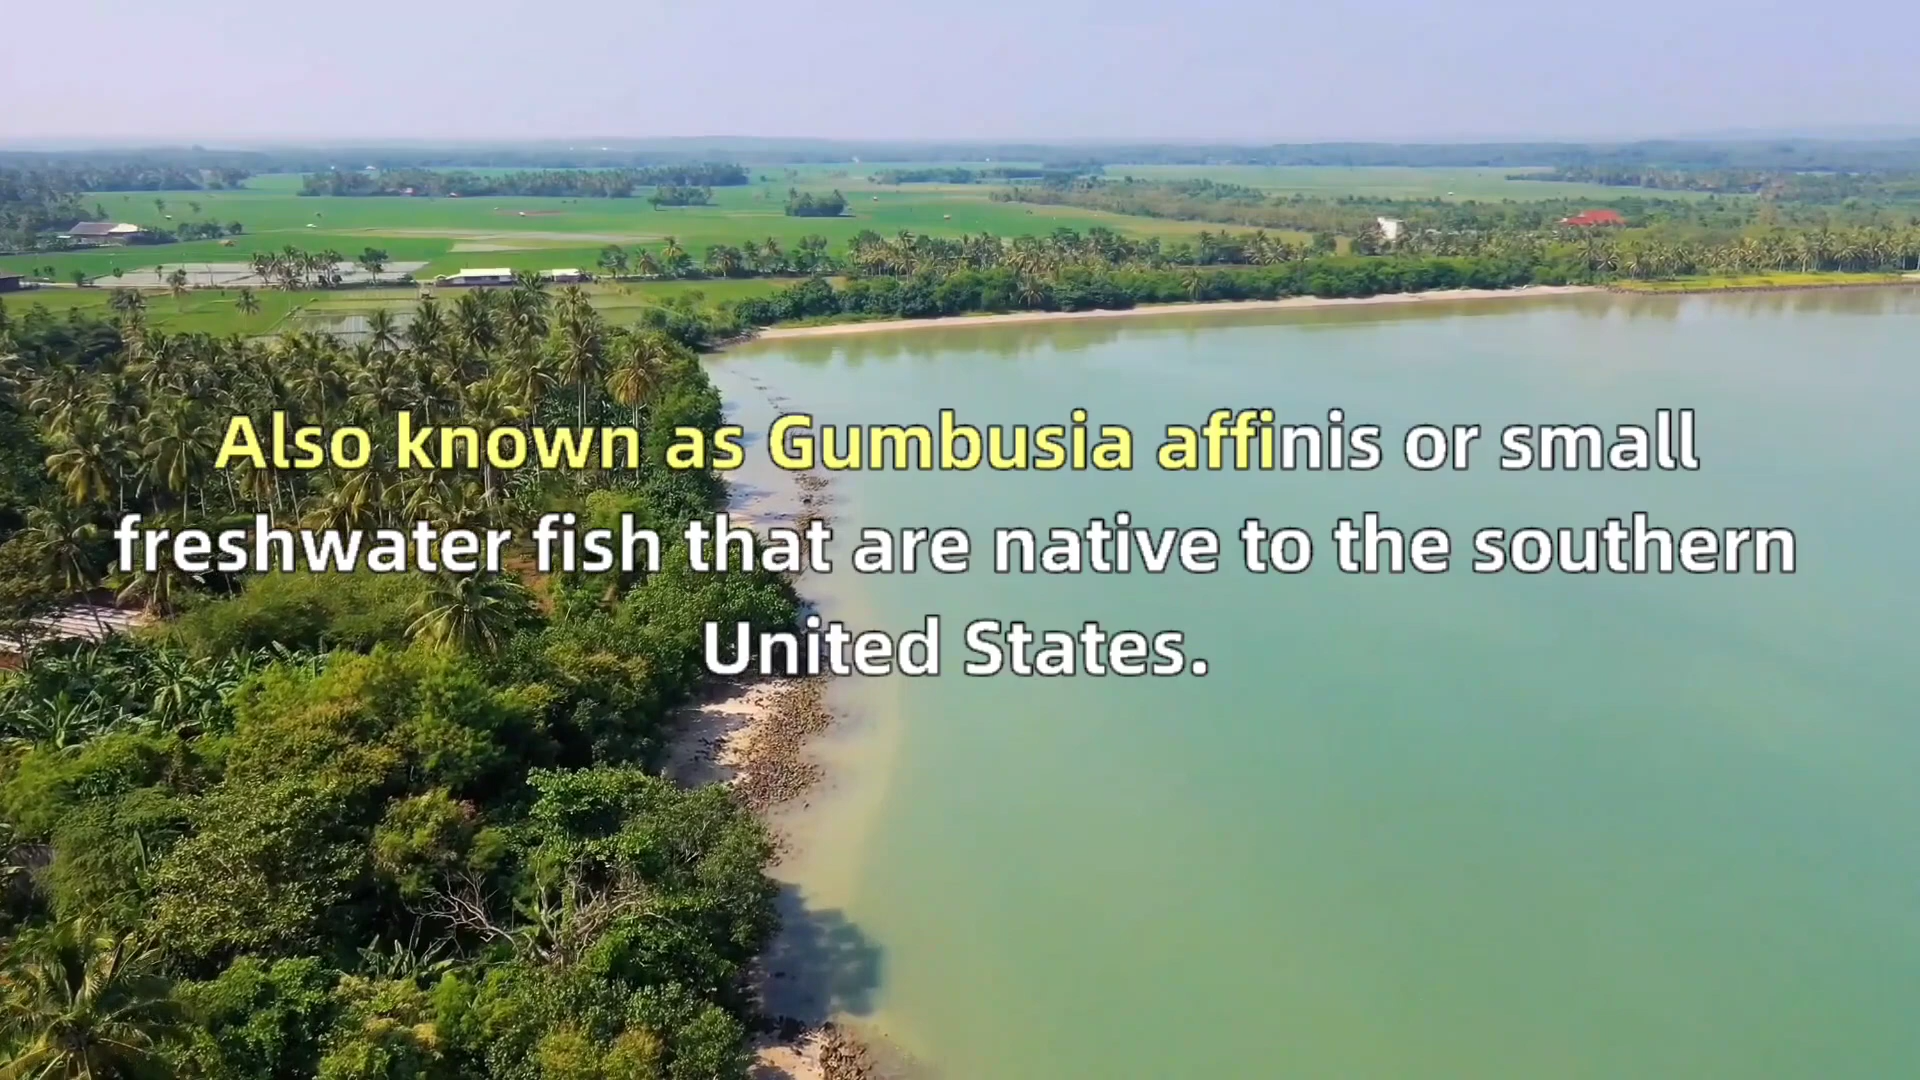 Also known as Gumbusia affinis or small
freshwater fish that are native to the southern
United States.